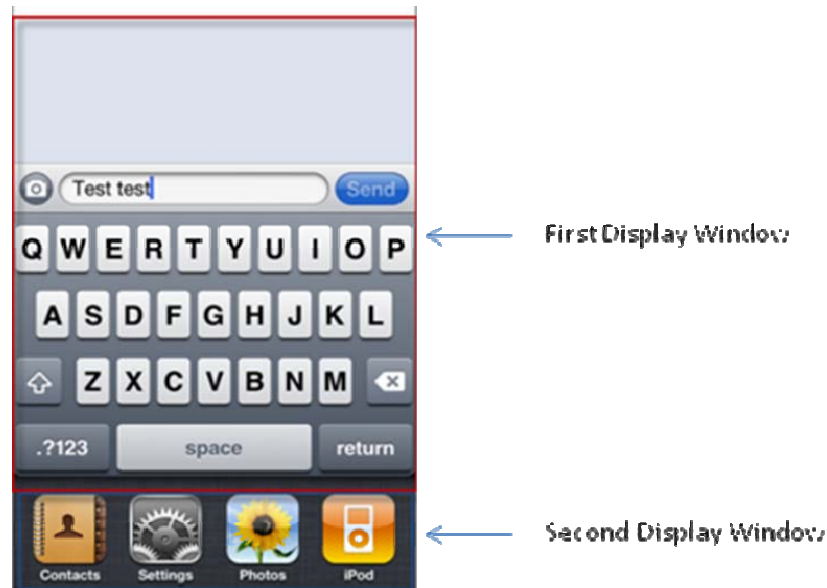 Test test
Send
Q W E R T Y U I O P
First Display Window
A S D F G H J K L
Z X C V B N M
.?123 space return
Contacts Settings Photos iPod
Second Display Window